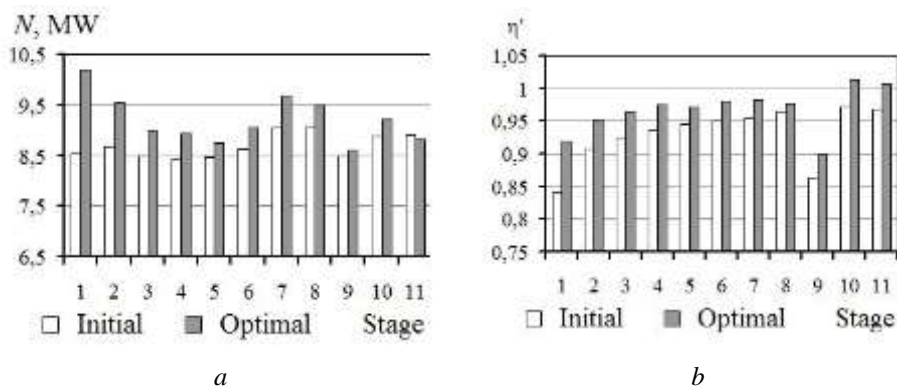 N, MW
10,5
9,5
8,5
7,5
6,5
1 2 3 4 5 6 7 8 9 10 11
Initial Optimal Stage
a
η'
1,05
1
0,95
0,9
0,85
0,8
0,75
1 2 3 4 5 6 7 8 9 10 11
Initial Optimal Stage
b